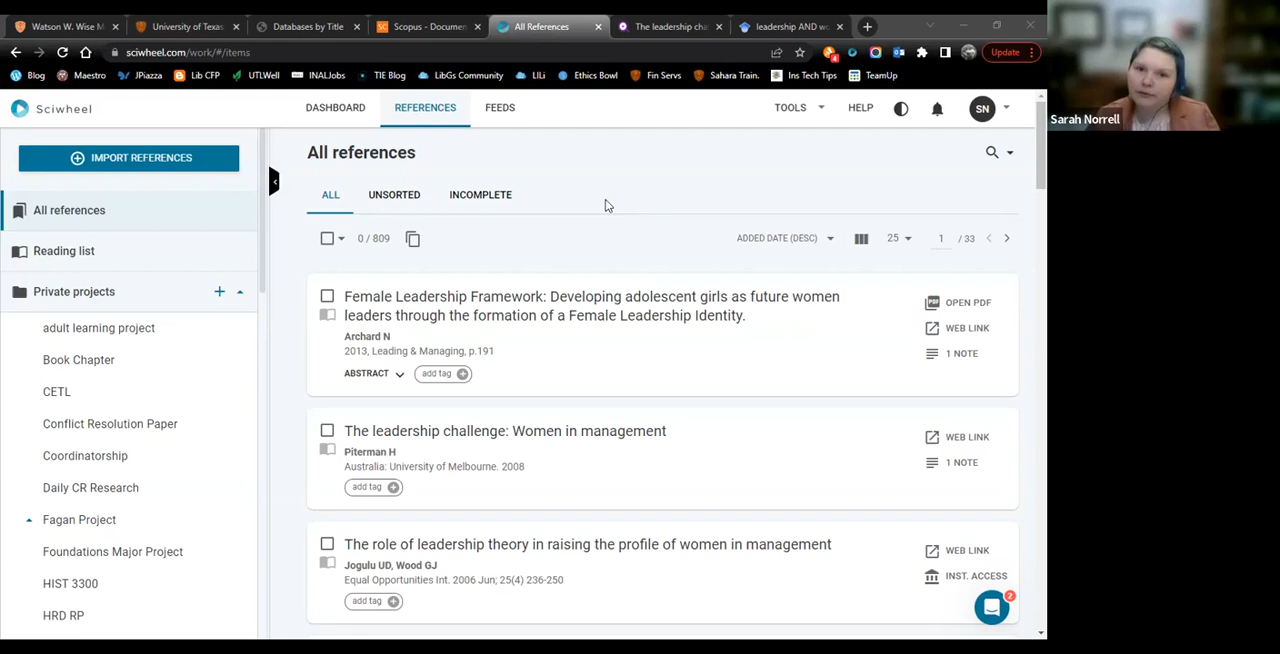 Watson W. Wise M
University of Texas
Databases by Title
Scopus - Documen
All References
The leadership cha
leadership AND w
sciwheel.com/work/#/items
Update
Blog
Maestro
JPiazza
Lib CFP
UTLWell
INALJobs
TIE Blog
LibGs Community
LILi
Ethics Bowl
Fin Servs
Sahara Train.
Ins Tech Tips
TeamUp
Sciwheel
DASHBOARD
REFERENCES
FEEDS
TOOLS
HELP
SN
Sarah Norrell
IMPORT REFERENCES
All references
Reading list
Private projects
adult learning project
Book Chapter
CETL
Conflict Resolution Paper
Coordinatorship
Daily CR Research
Fagan Project
Foundations Major Project
HIST 3300
HRD RP
All references
ALL
UNSORTED
INCOMPLETE
0 / 809
ADDED DATE (DESC)
25
1
/ 33
Female Leadership Framework: Developing adolescent girls as future women
leaders through the formation of a Female Leadership Identity.
Archard N
2013, Leading & Managing, p.191
ABSTRACT
add tag
OPEN PDF
WEB LINK
1 NOTE
The leadership challenge: Women in management
Piterman H
Australia: University of Melbourne. 2008
add tag
WEB LINK
1 NOTE
The role of leadership theory in raising the profile of women in management
Jogulu UD, Wood GJ
Equal Opportunities Int. 2006 Jun; 25(4) 236-250
add tag
WEB LINK
INST. ACCESS
2